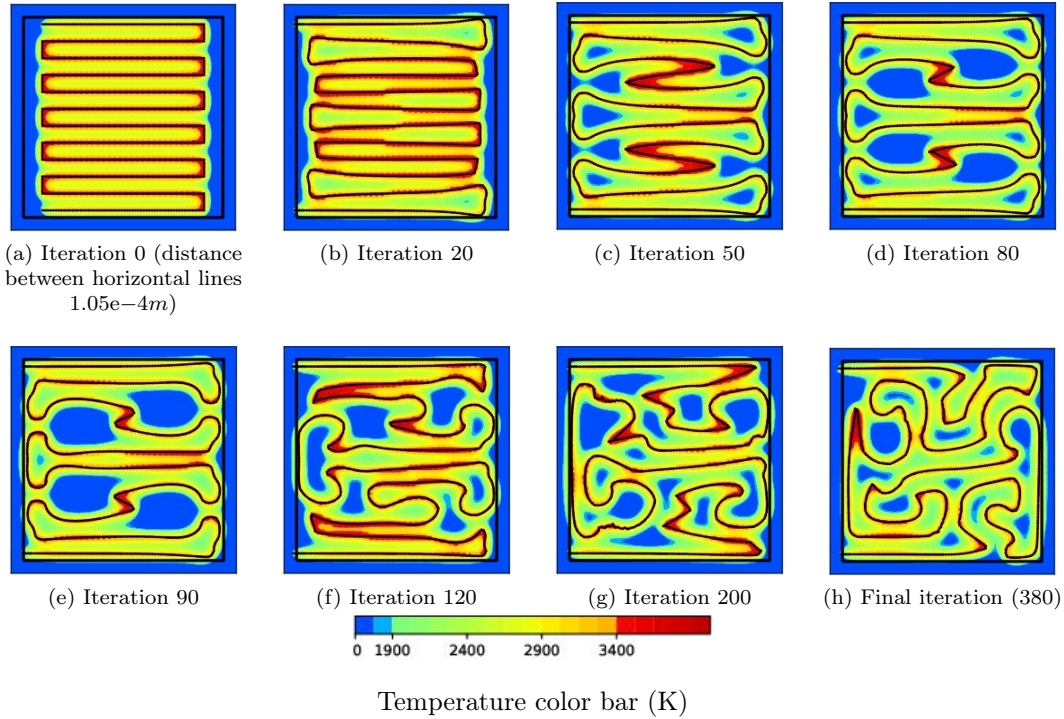 (a) Iteration 0 (distance
between horizontal lines
1.05e−4m)
(b) Iteration 20
(c) Iteration 50
(d) Iteration 80
(e) Iteration 90
(f) Iteration 120
(g) Iteration 200
(h) Final iteration (380)
0 1900 2400 2900 3400
Temperature color bar (K)